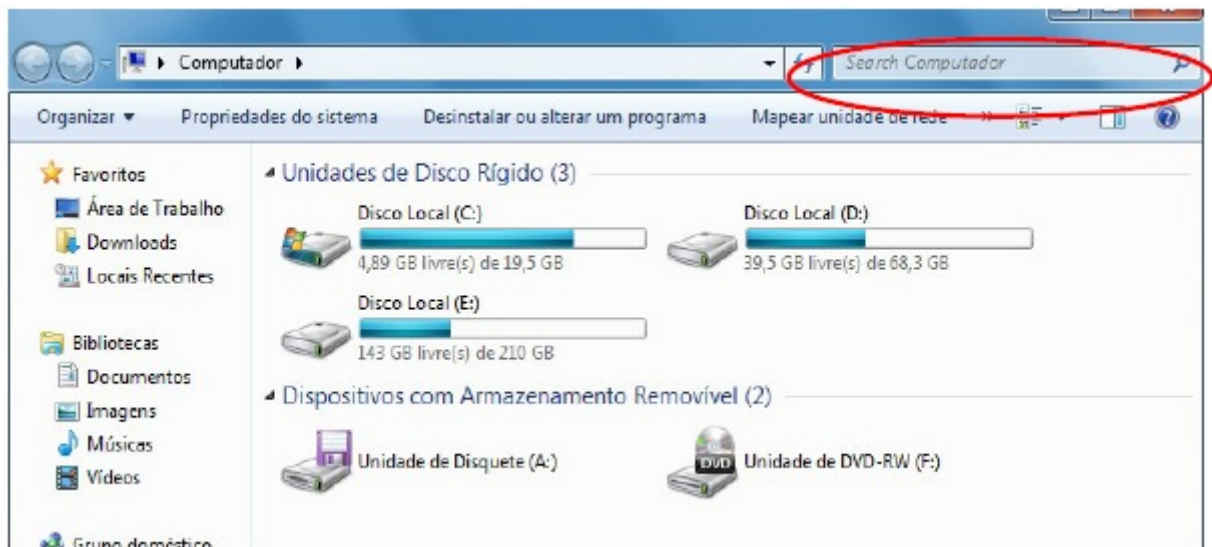 Computador
Search Computador
Organizar Propriedades do sistema Desinstalar ou alterar um programa Mapear unidade de rede »
Favoritos
Área de Trabalho
Downloads
Locais Recentes
Bibliotecas
Documentos
Imagens
Músicas
Vídeos
Grupo doméstico
Unidades de Disco Rígido (3)
Disco Local (C:)
4,89 GB livre(s) de 19,5 GB
Disco Local (D:)
39,5 GB livre(s) de 68,3 GB
Disco Local (E:)
143 GB livre(s) de 210 GB
Dispositivos com Armazenamento Removível (2)
Unidade de Disquete (A:)
DVD
Unidade de DVD-RW (F:)